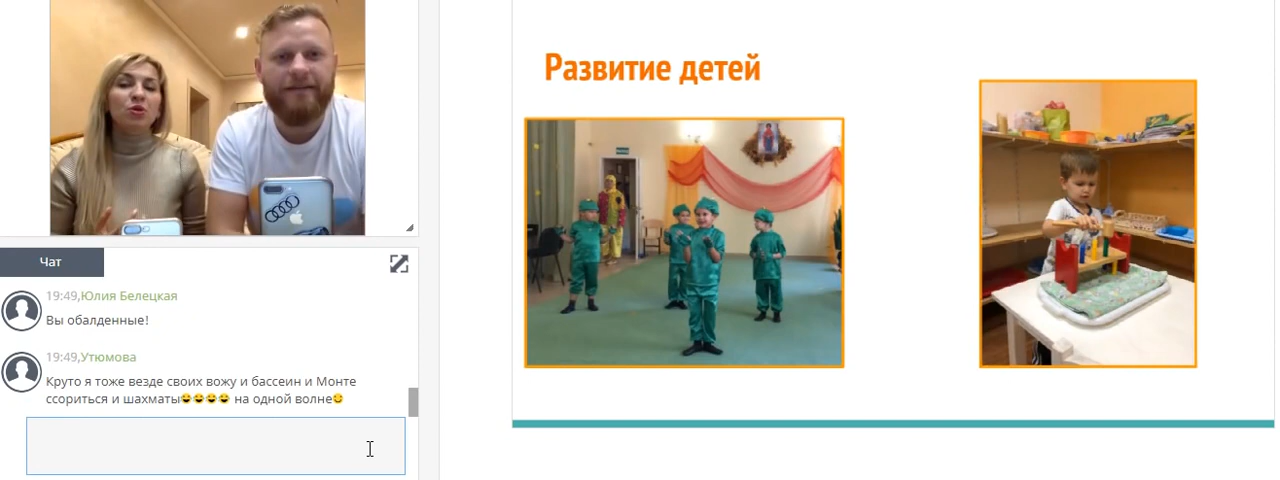 Развитие детей
Чат
19:49,Юлия Белецкая
Вы обалденные!
19:49,Утюмова
Круто я тоже везде своих вожу и бассеин и Монте
ссориться и шахматы😂😂😂😂 на одной волне😊